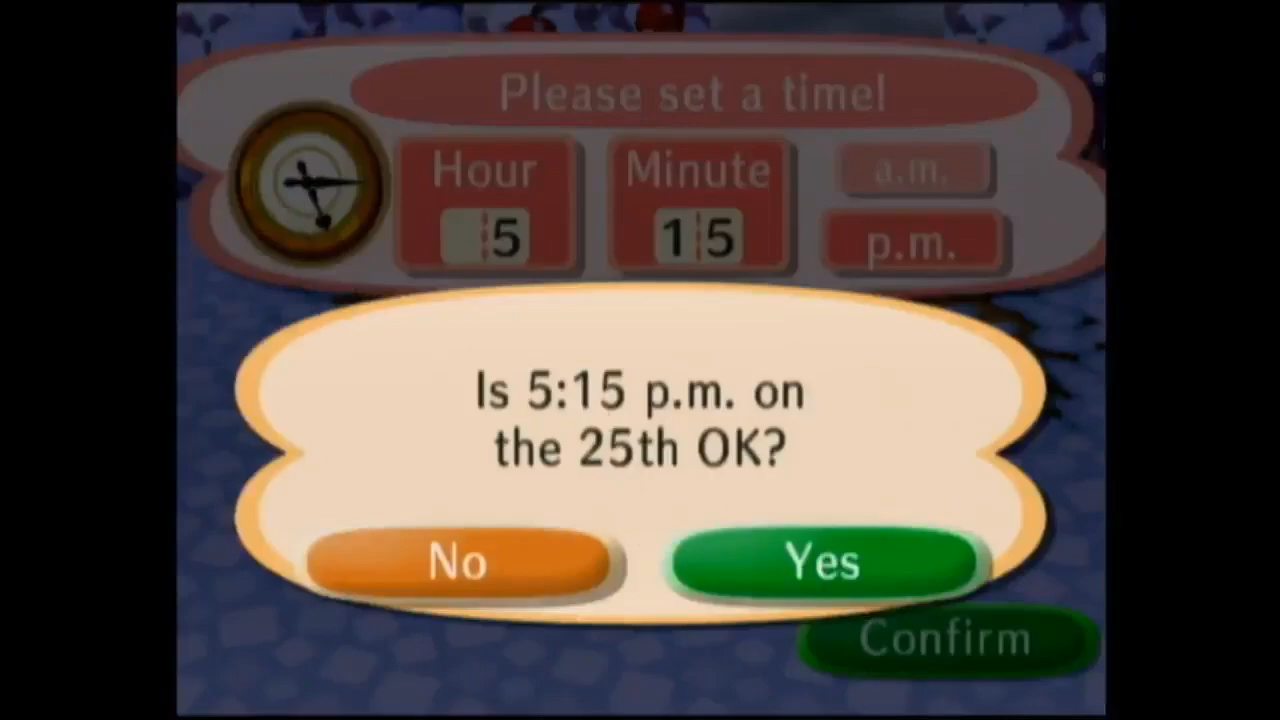 Please set a time!
Hour
Minute
a.m.
5
15
p.m.
Is 5:15 p.m. on
the 25th OK?
No
Yes
Confirm